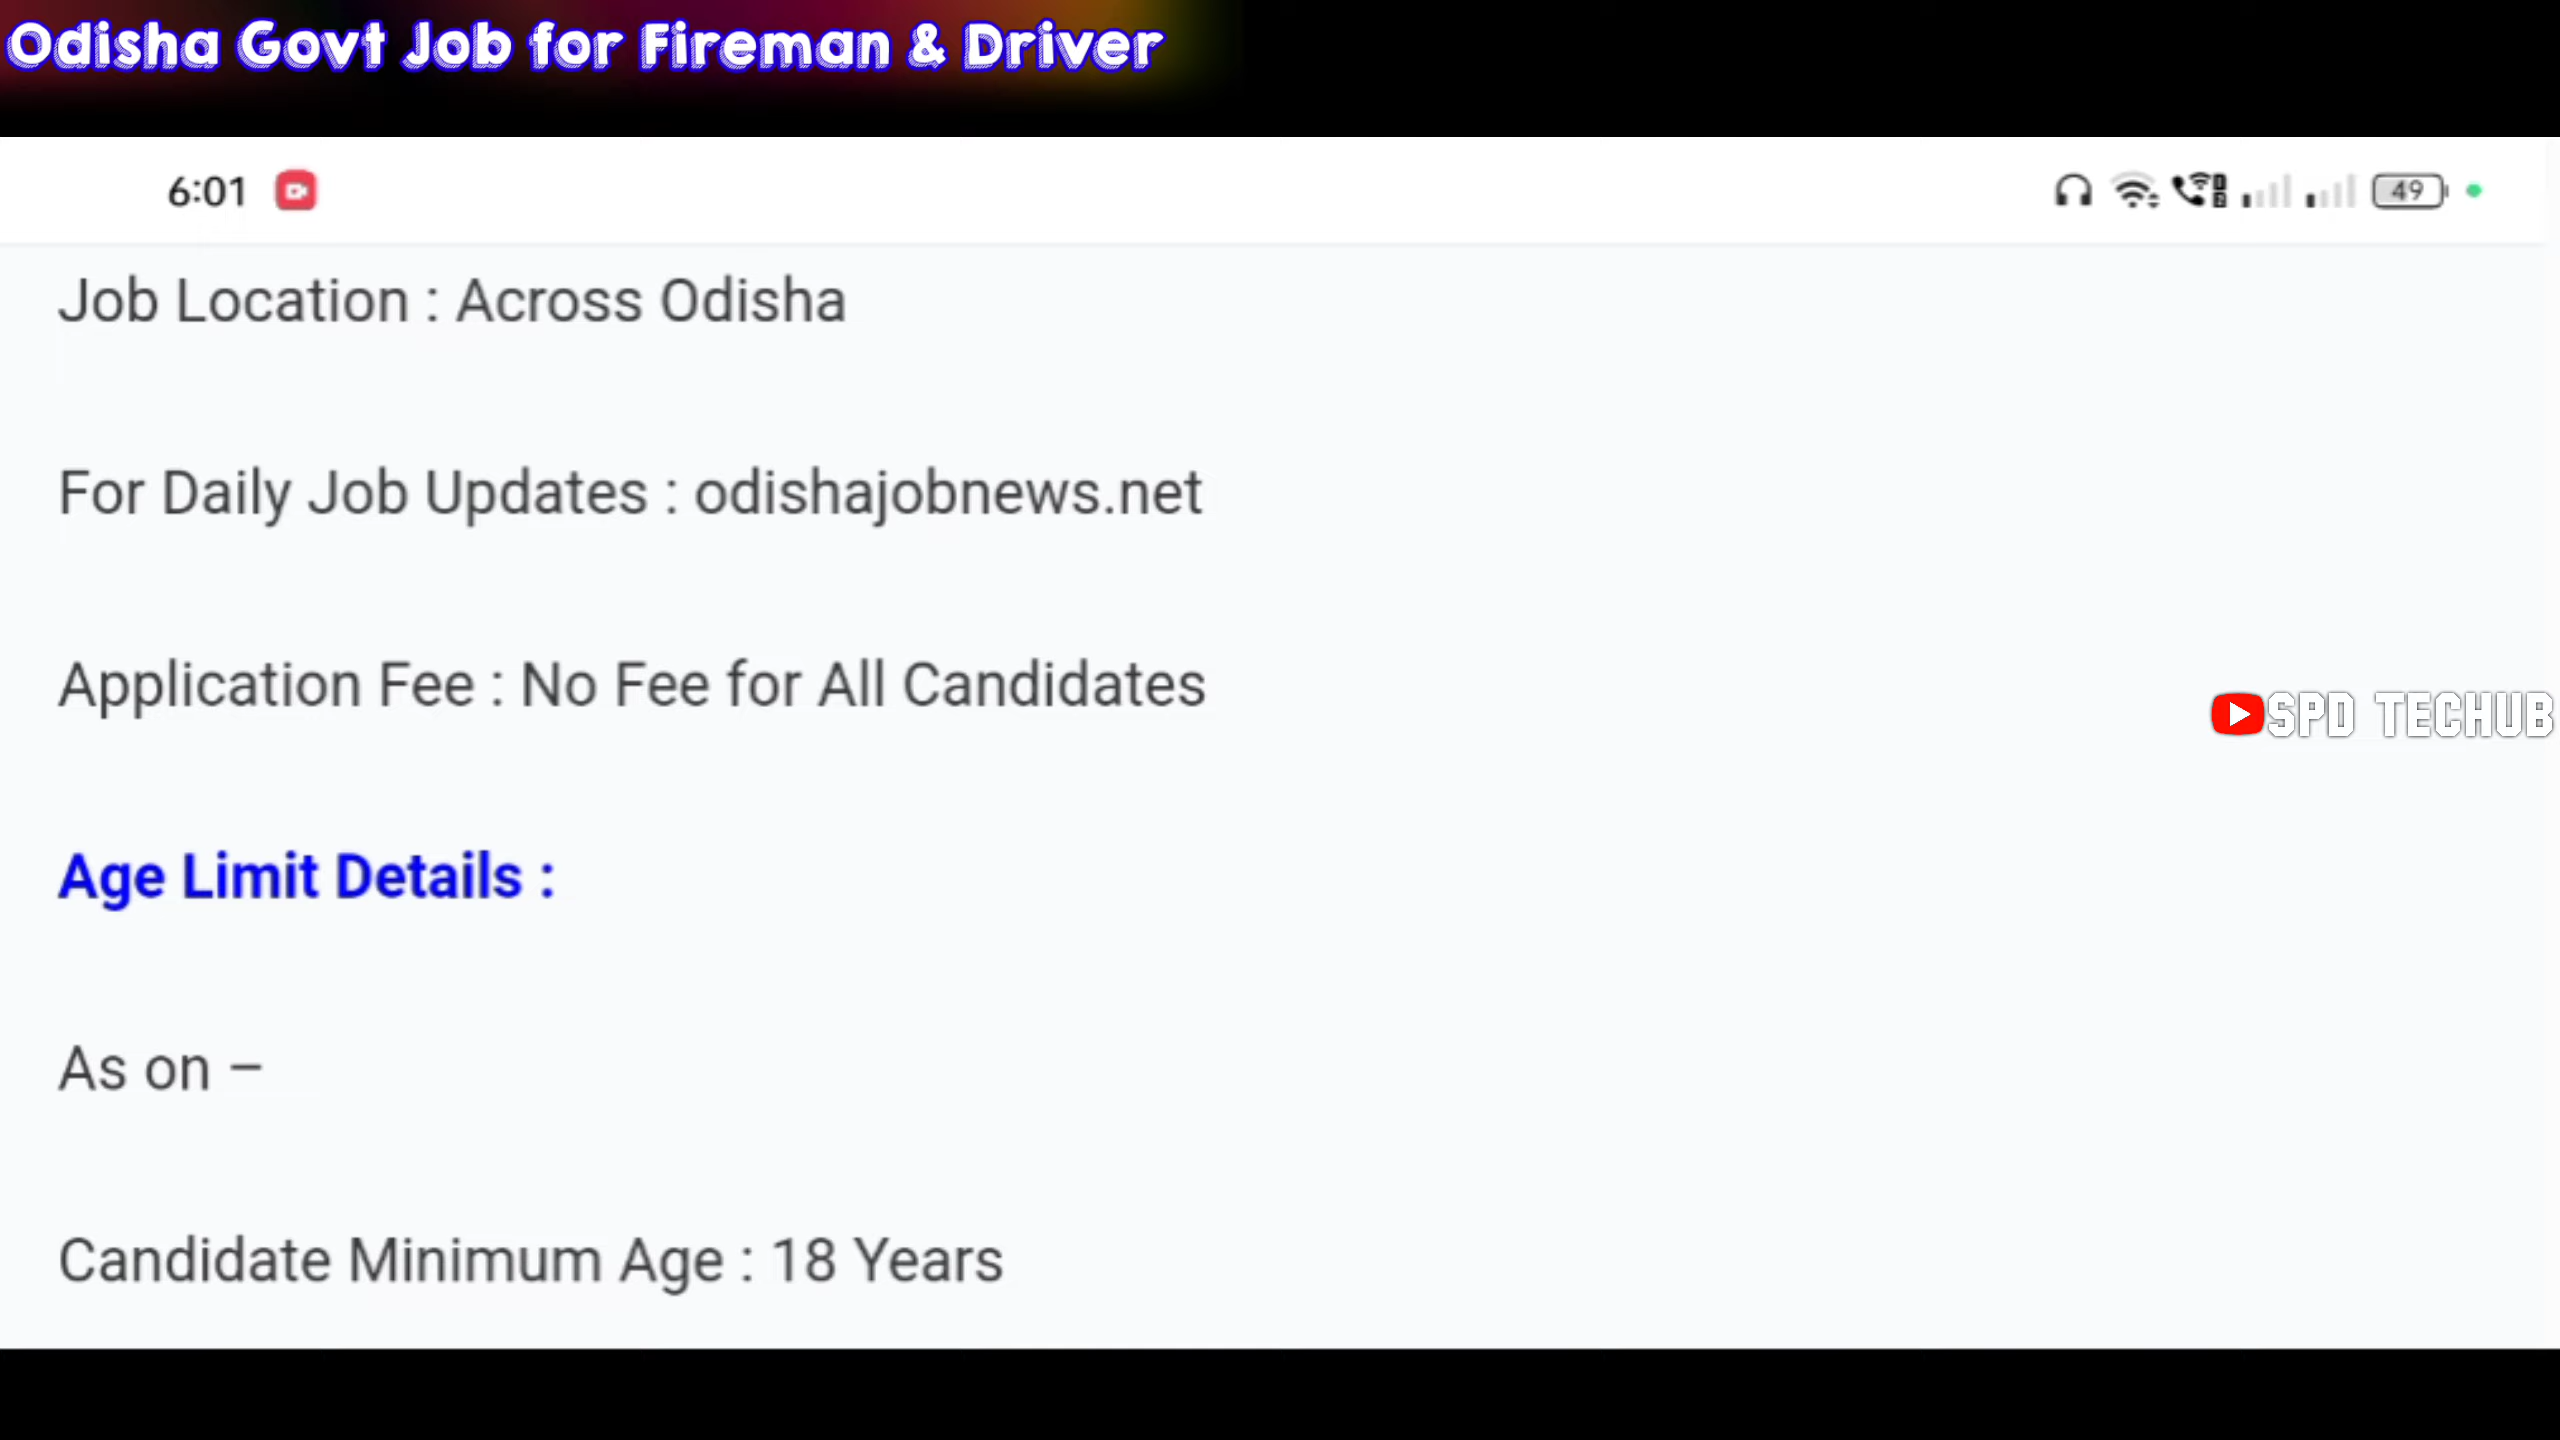 Odisha Govt Job for Fireman & Driver
6:01
49
Job Location : Across Odisha
For Daily Job Updates : odishajobnews.net
Application Fee : No Fee for All Candidates
SPD TECHUB
Age Limit Details :
As on –
Candidate Minimum Age : 18 Years